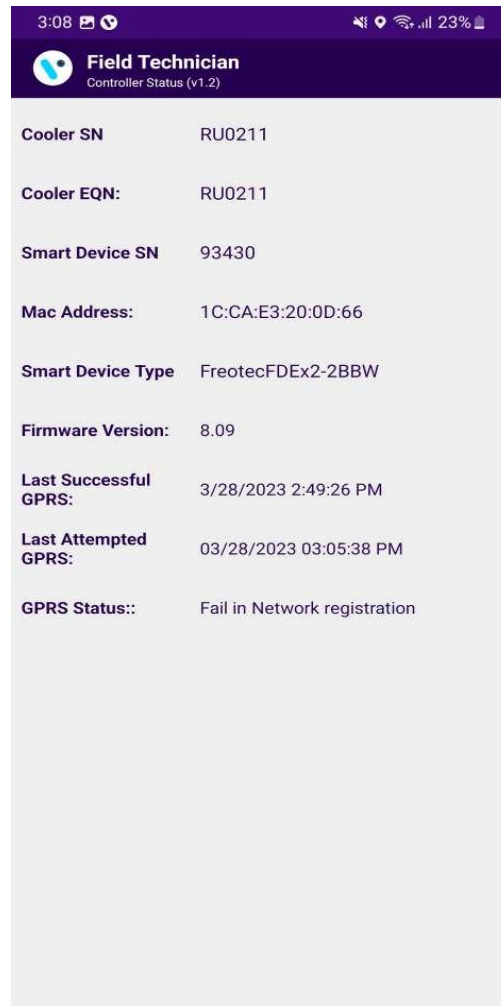 3:08 23%
Field Technician
Controller Status (v1.2)
Cooler SN RU0211
Cooler EQN: RU0211
Smart Device SN 93430
Mac Address: 1C:CA:E3:20:0D:66
Smart Device Type FreotecFDEx2-2BBW
Firmware Version: 8.09
Last Successful
GPRS: 3/28/2023 2:49:26 PM
Last Attempted
GPRS: 03/28/2023 03:05:38 PM
GPRS Status:: Fail in Network registration